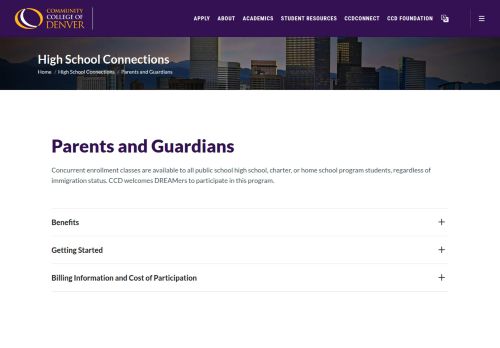 COMMUNITY
COLLEGE OF
DENVER
APPLY ABOUT ACADEMICS STUDENT RESOURCES CCDCONNECT CCD FOUNDATION
High School Connections
Home / High School Connections / Parents and Guardians
Parents and Guardians
Concurrent enrollment classes are available to all public school high school, charter, or home school program students, regardless of
immigration status. CCD welcomes DREAMers to participate in this program.
Benefits
Getting Started
Billing Information and Cost of Participation